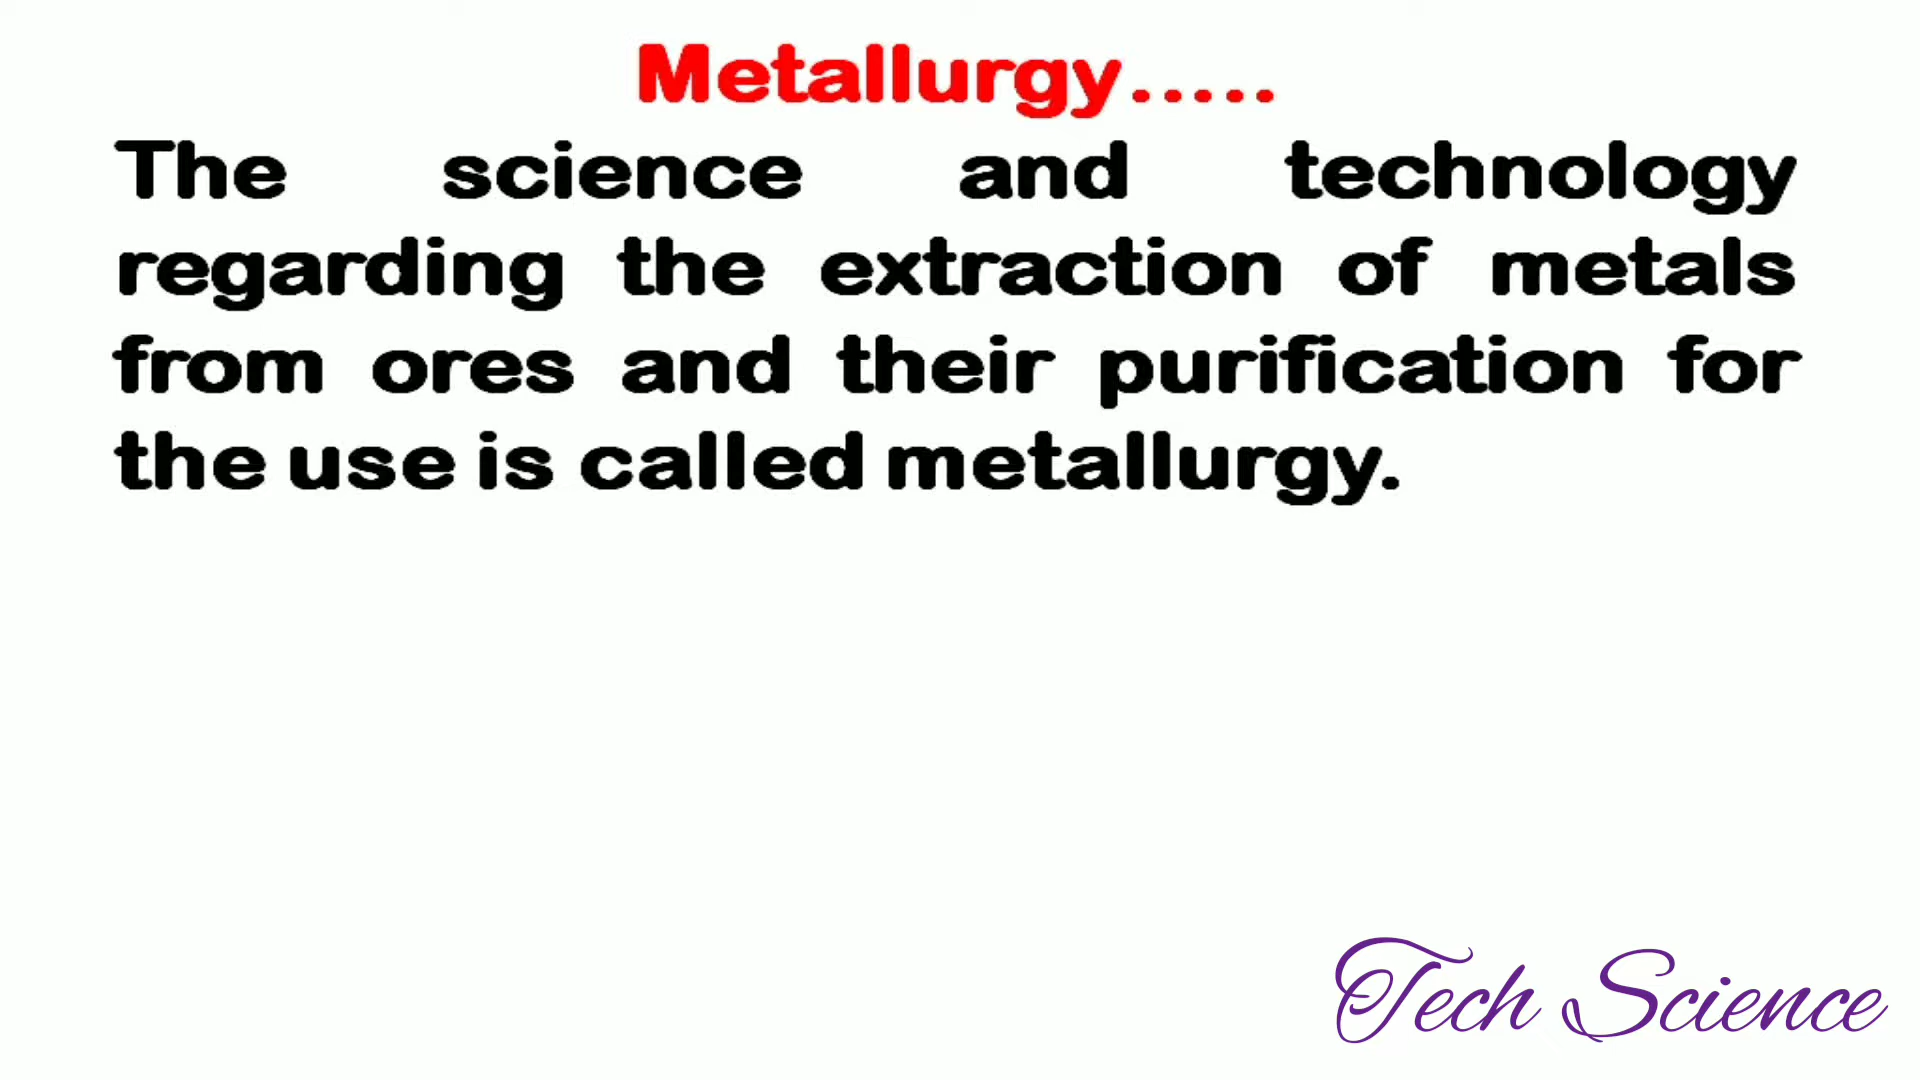 Metallurgy.....
The science and technology
regarding the extraction of metals
from ores and their purification for
the use is called metallurgy.
Tech Science